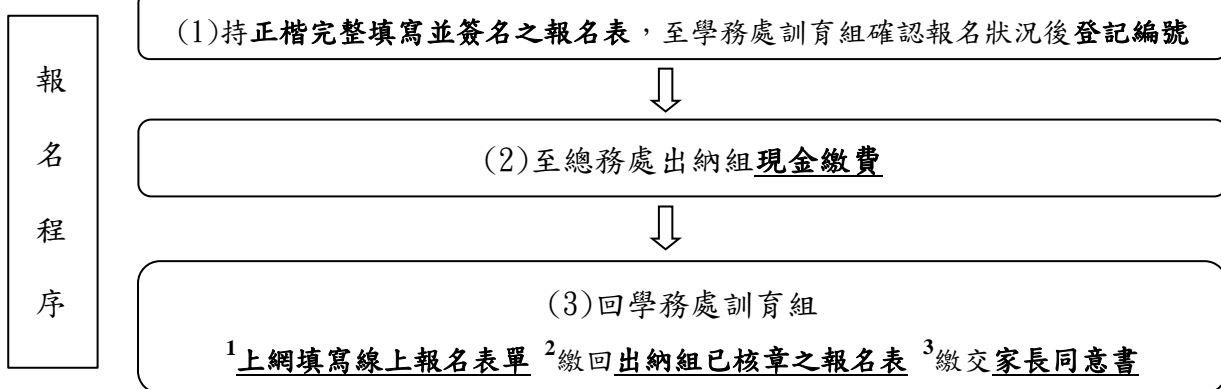 報
名
程
序
(1)持正楷完整填寫並簽名之報名表，至學務處訓育組確認報名狀況後登記編號
(2)至總務處出納組現金繳費
(3)回學務處訓育組
1上網填寫線上報名表單 2繳回出納組已核章之報名表 3繳交家長同意書